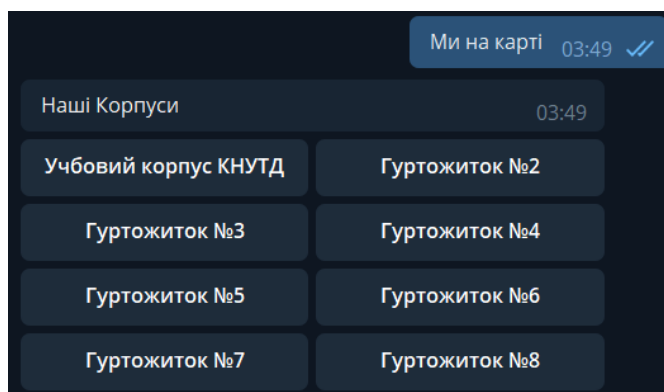 Ми на карті 03:49
Наші Корпуси 03:49
Учбовий корпус КНУТД Гуртожиток №2
Гуртожиток №3 Гуртожиток №4
Гуртожиток №5 Гуртожиток №6
Гуртожиток №7 Гуртожиток №8